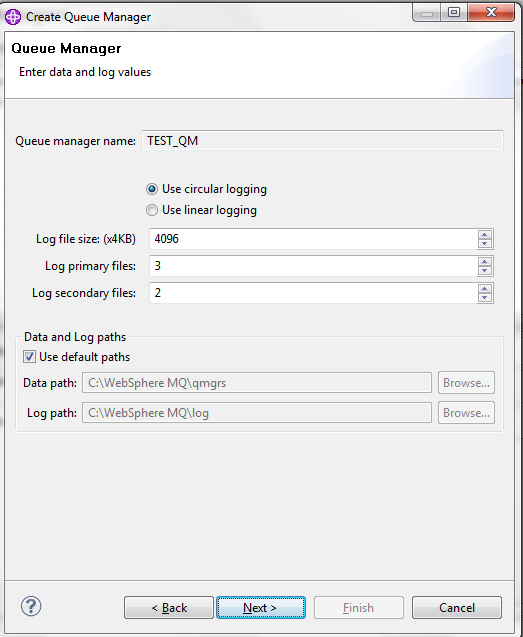 Create Queue Manager
Queue Manager
Enter data and log values
Queue manager name: TEST_QM
Use circular logging
Use linear logging
Log file size: (x4KB) 4096
Log primary files: 3
Log secondary files: 2
Data and Log paths
Use default paths
Data path: C:\WebSphere MQ\qmgrs Browse...
Log path: C:\WebSphere MQ\log Browse...
? < Back Next > Finish Cancel